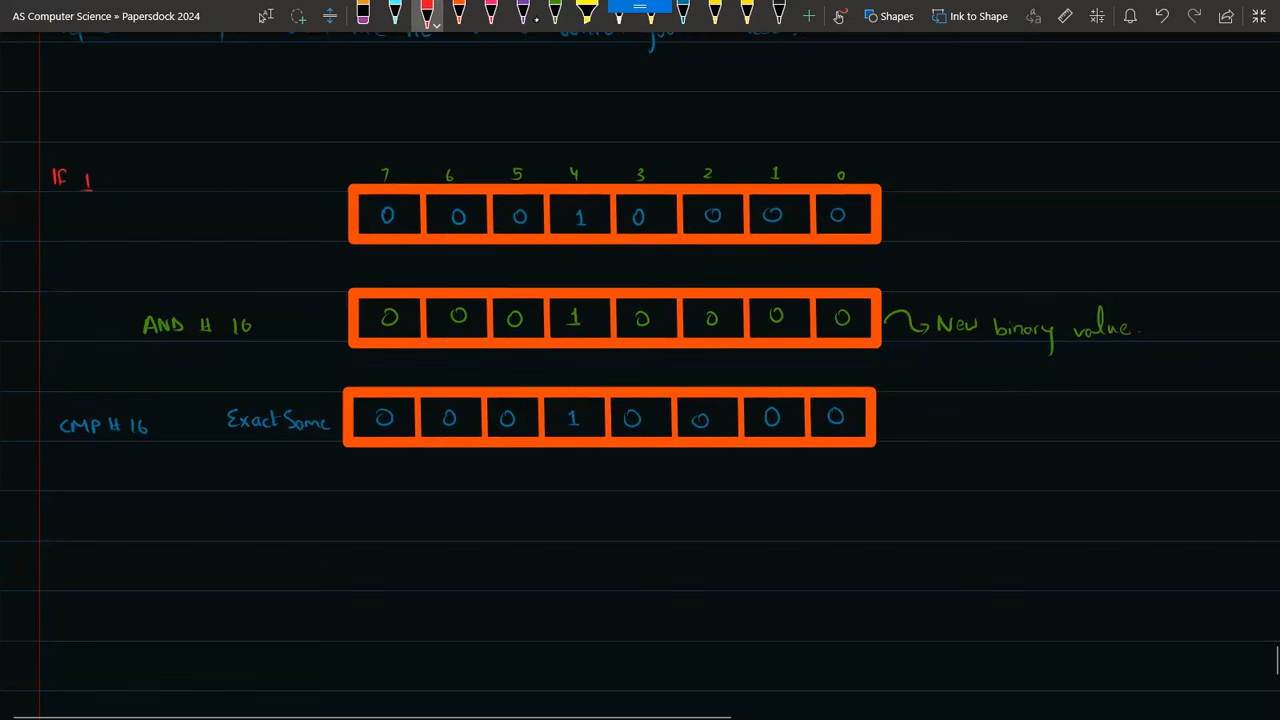 AS Computer Science » Papersdock 2024
Shapes
Ink to Shape
If 1
7 6 5 4 3 2 1 0
0 0 0 1 0 0 0 0
AND # 16 0 0 0 1 0 0 0 0 New binary value.
CMP # 16 Exact Same 0 0 0 1 0 0 0 0